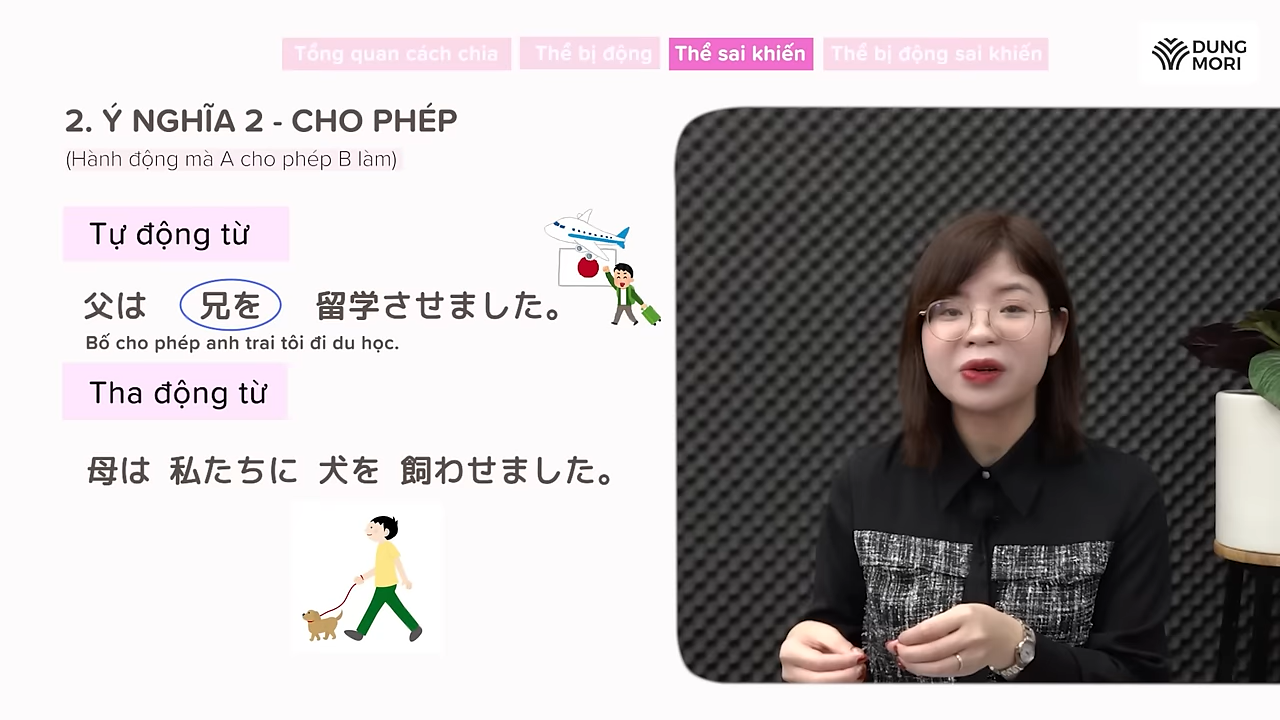 Tổng quan cách chia Thể bị động Thể sai khiến Thể bị động sai khiến
DUNG
MORI
2. Ý NGHĨA 2 - CHO PHÉP
(Hành động mà A cho phép B làm)
Tự động từ
父は 兄を 留学させました。
Bố cho phép anh trai tôi đi du học.
Tha động từ
母は 私たちに 犬を 飼わせました。